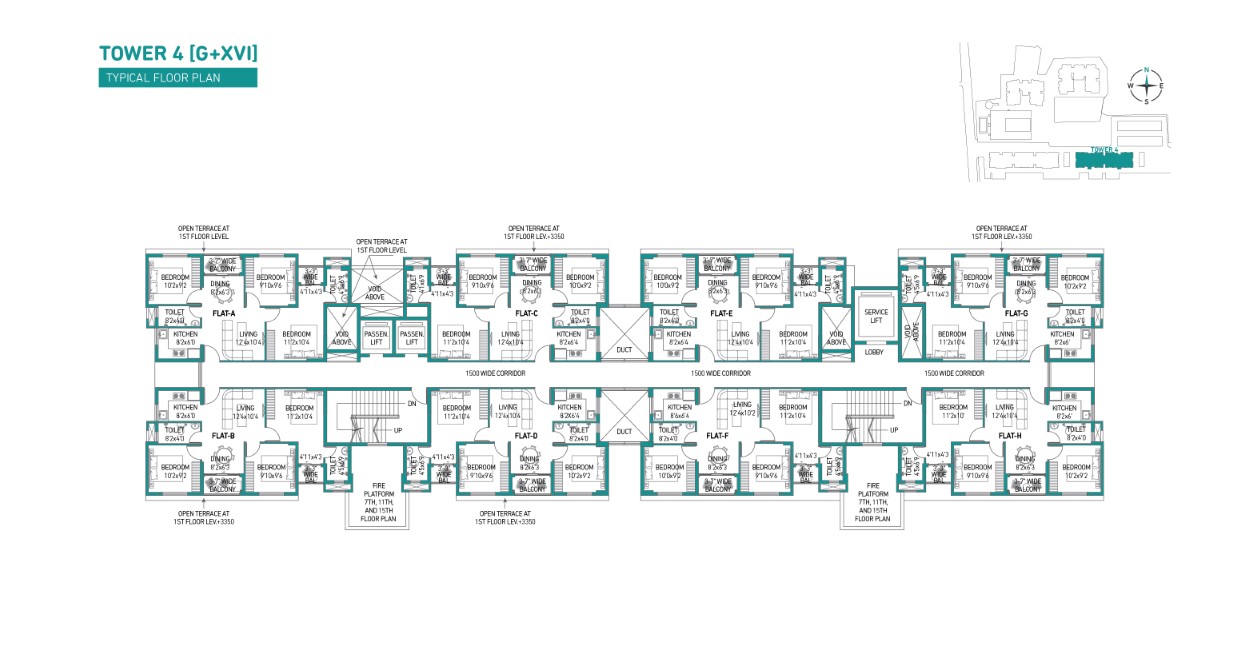 TOWER 4 [G+XVI]
TYPICAL FLOOR PLAN
N
W
E
S
TOWER 4
OPEN TERRACE AT
1ST FLOOR LEVEL
OPEN TERRACE AT
1ST FLOOR LEVEL
OPEN TERRACE AT
1ST FLOOR LEV.+3350
OPEN TERRACE AT
1ST FLOOR LEV.+3350
BEDROOM
10'2x9'2
3'-7" WIDE
BALCONY
DINING
8'2x6'3
BEDROOM
9'10x9'6
3'-3"
WIDE
BAL
4'11x4'3
TOILET
4'5x6'9
TOILET
8'2x4'0
FLAT-A
KITCHEN
8'2x6'0
LIVING
12'4x10'4
BEDROOM
11'2x10'4
VOID
ABOVE
VOID
ABOVE
PASSEN.
LIFT
PASSEN.
LIFT
TOILET
4'1x6'9
3'-3"
WIDE
BAL
4'11x4'3
BEDROOM
9'10x9'6
3'-7" WIDE
BALCONY
DINING
8'2x6'3
BEDROOM
10'0x9'2
FLAT-C
TOILET
8'2x4'0
BEDROOM
11'2x10'4
LIVING
12'4x10'4
KITCHEN
8'2x6'4
DUCT
BEDROOM
10'0x9'2
3'-7" WIDE
BALCONY
DINING
8'2x6'3
BEDROOM
9'10x9'6
3'-3"
WIDE
BAL
4'11x4'3
TOILET
4'5x6'9
TOILET
8'2x4'0
FLAT-E
KITCHEN
8'2x6'4
LIVING
12'4x10'4
BEDROOM
11'2x10'4
VOID
ABOVE
SERVICE
LIFT
LOBBY
VOID
ABOVE
TOILET
4'5x6'9
3'-3"
WIDE
BAL
4'11x4'3
BEDROOM
9'10x9'6
3'-7" WIDE
BALCONY
DINING
8'2x6'3
BEDROOM
10'2x9'2
FLAT-G
TOILET
8'2x4'0
BEDROOM
11'2x10'4
LIVING
12'4x10'4
KITCHEN
8'2x6'
1500 WIDE CORRIDOR
1500 WIDE CORRIDOR
1500 WIDE CORRIDOR
KITCHEN
8'2x6'0
LIVING
12'4x10'4
BEDROOM
11'2x10'4
TOILET
8'2x4'0
FLAT-B
DINING
8'2x6'3
BEDROOM
10'2x9'2
3'-7" WIDE
BALCONY
BEDROOM
9'10x9'6
4'11x4'3
WIDE
BAL
TOILET
4'5x6'9
DN
UP
BEDROOM
11'2x10'4
LIVING
12'4x10'4
KITCHEN
8'2x6'4
FLAT-D
TOILET
8'2x4'0
TOILET
4'5x6'9
4'11x4'3
WIDE
BAL
BEDROOM
9'10x9'6
DINING
8'2x6'3
3'-7" WIDE
BALCONY
BEDROOM
10'0x9'2
DUCT
KITCHEN
8'6x6'4
LIVING
12'4x10'2
BEDROOM
11'2x10'4
TOILET
8'2x4'0
FLAT-F
DINING
8'2x6'3
BEDROOM
10'0x9'2
3'-7" WIDE
BALCONY
BEDROOM
9'10x9'6
4'11x4'3
WIDE
BAL
TOILET
4'5x6'9
DN
UP
BEDROOM
11'2x10'
LIVING
12'4x10'4
KITCHEN
8'2x6'
FLAT-H
TOILET
8'2x4'0
TOILET
4'5x6'9
4'11x4'3
WIDE
BAL
BEDROOM
9'10x9'6
DINING
8'2x6'3
3'-7" WIDE
BALCONY
BEDROOM
10'2x9'2
FIRE
PLATFORM
7TH, 11TH,
AND 15TH
FLOOR PLAN
FIRE
PLATFORM
7TH, 11TH,
AND 15TH
FLOOR PLAN
OPEN TERRACE AT
1ST FLOOR LEV.+3350
OPEN TERRACE AT
1ST FLOOR LEV.+3350